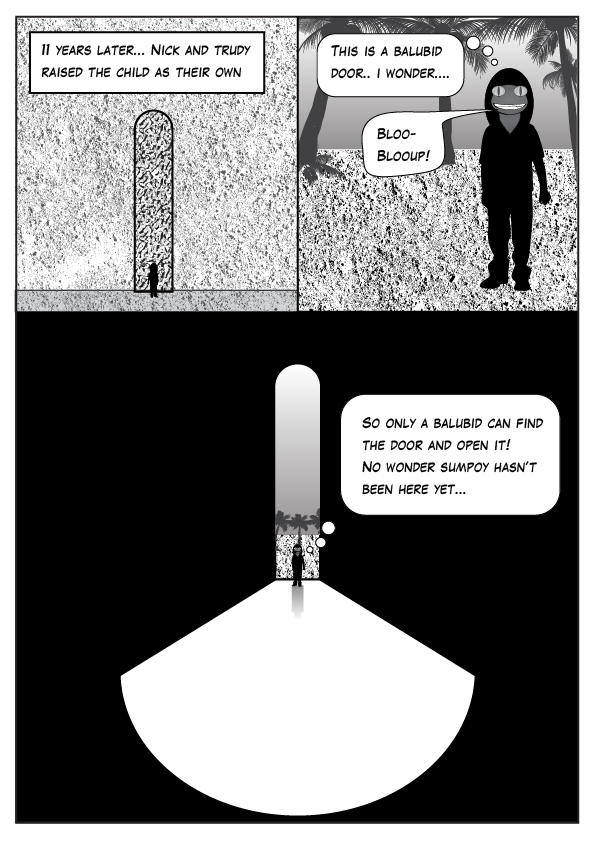 11 years later... Nick and trudy
raised the child as their own
This is a balubid
door.. i wonder....
Bloo-
Blooup!
So only a balubid can find
the door and open it!
No wonder sumpoy hasn't
been here yet...